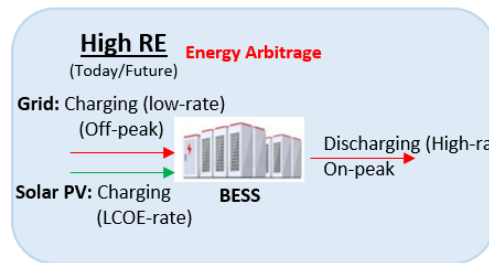 High RE
Energy Arbitrage
(Today/Future)
Grid: Charging (low-rate)
(Off-peak)
Discharging (High-ra
On-peak
Solar PV: Charging
BESS
(LCOE-rate)